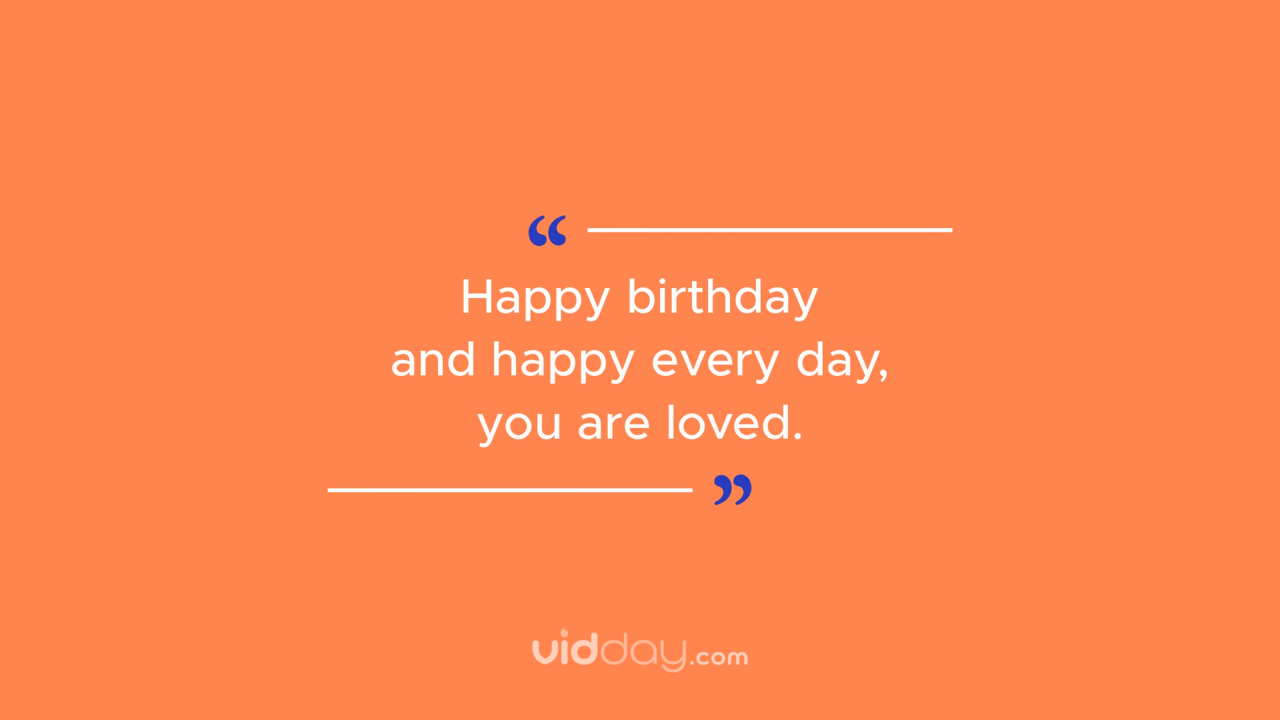 “
Happy birthday
and happy every day,
you are loved.
”
vidday.com